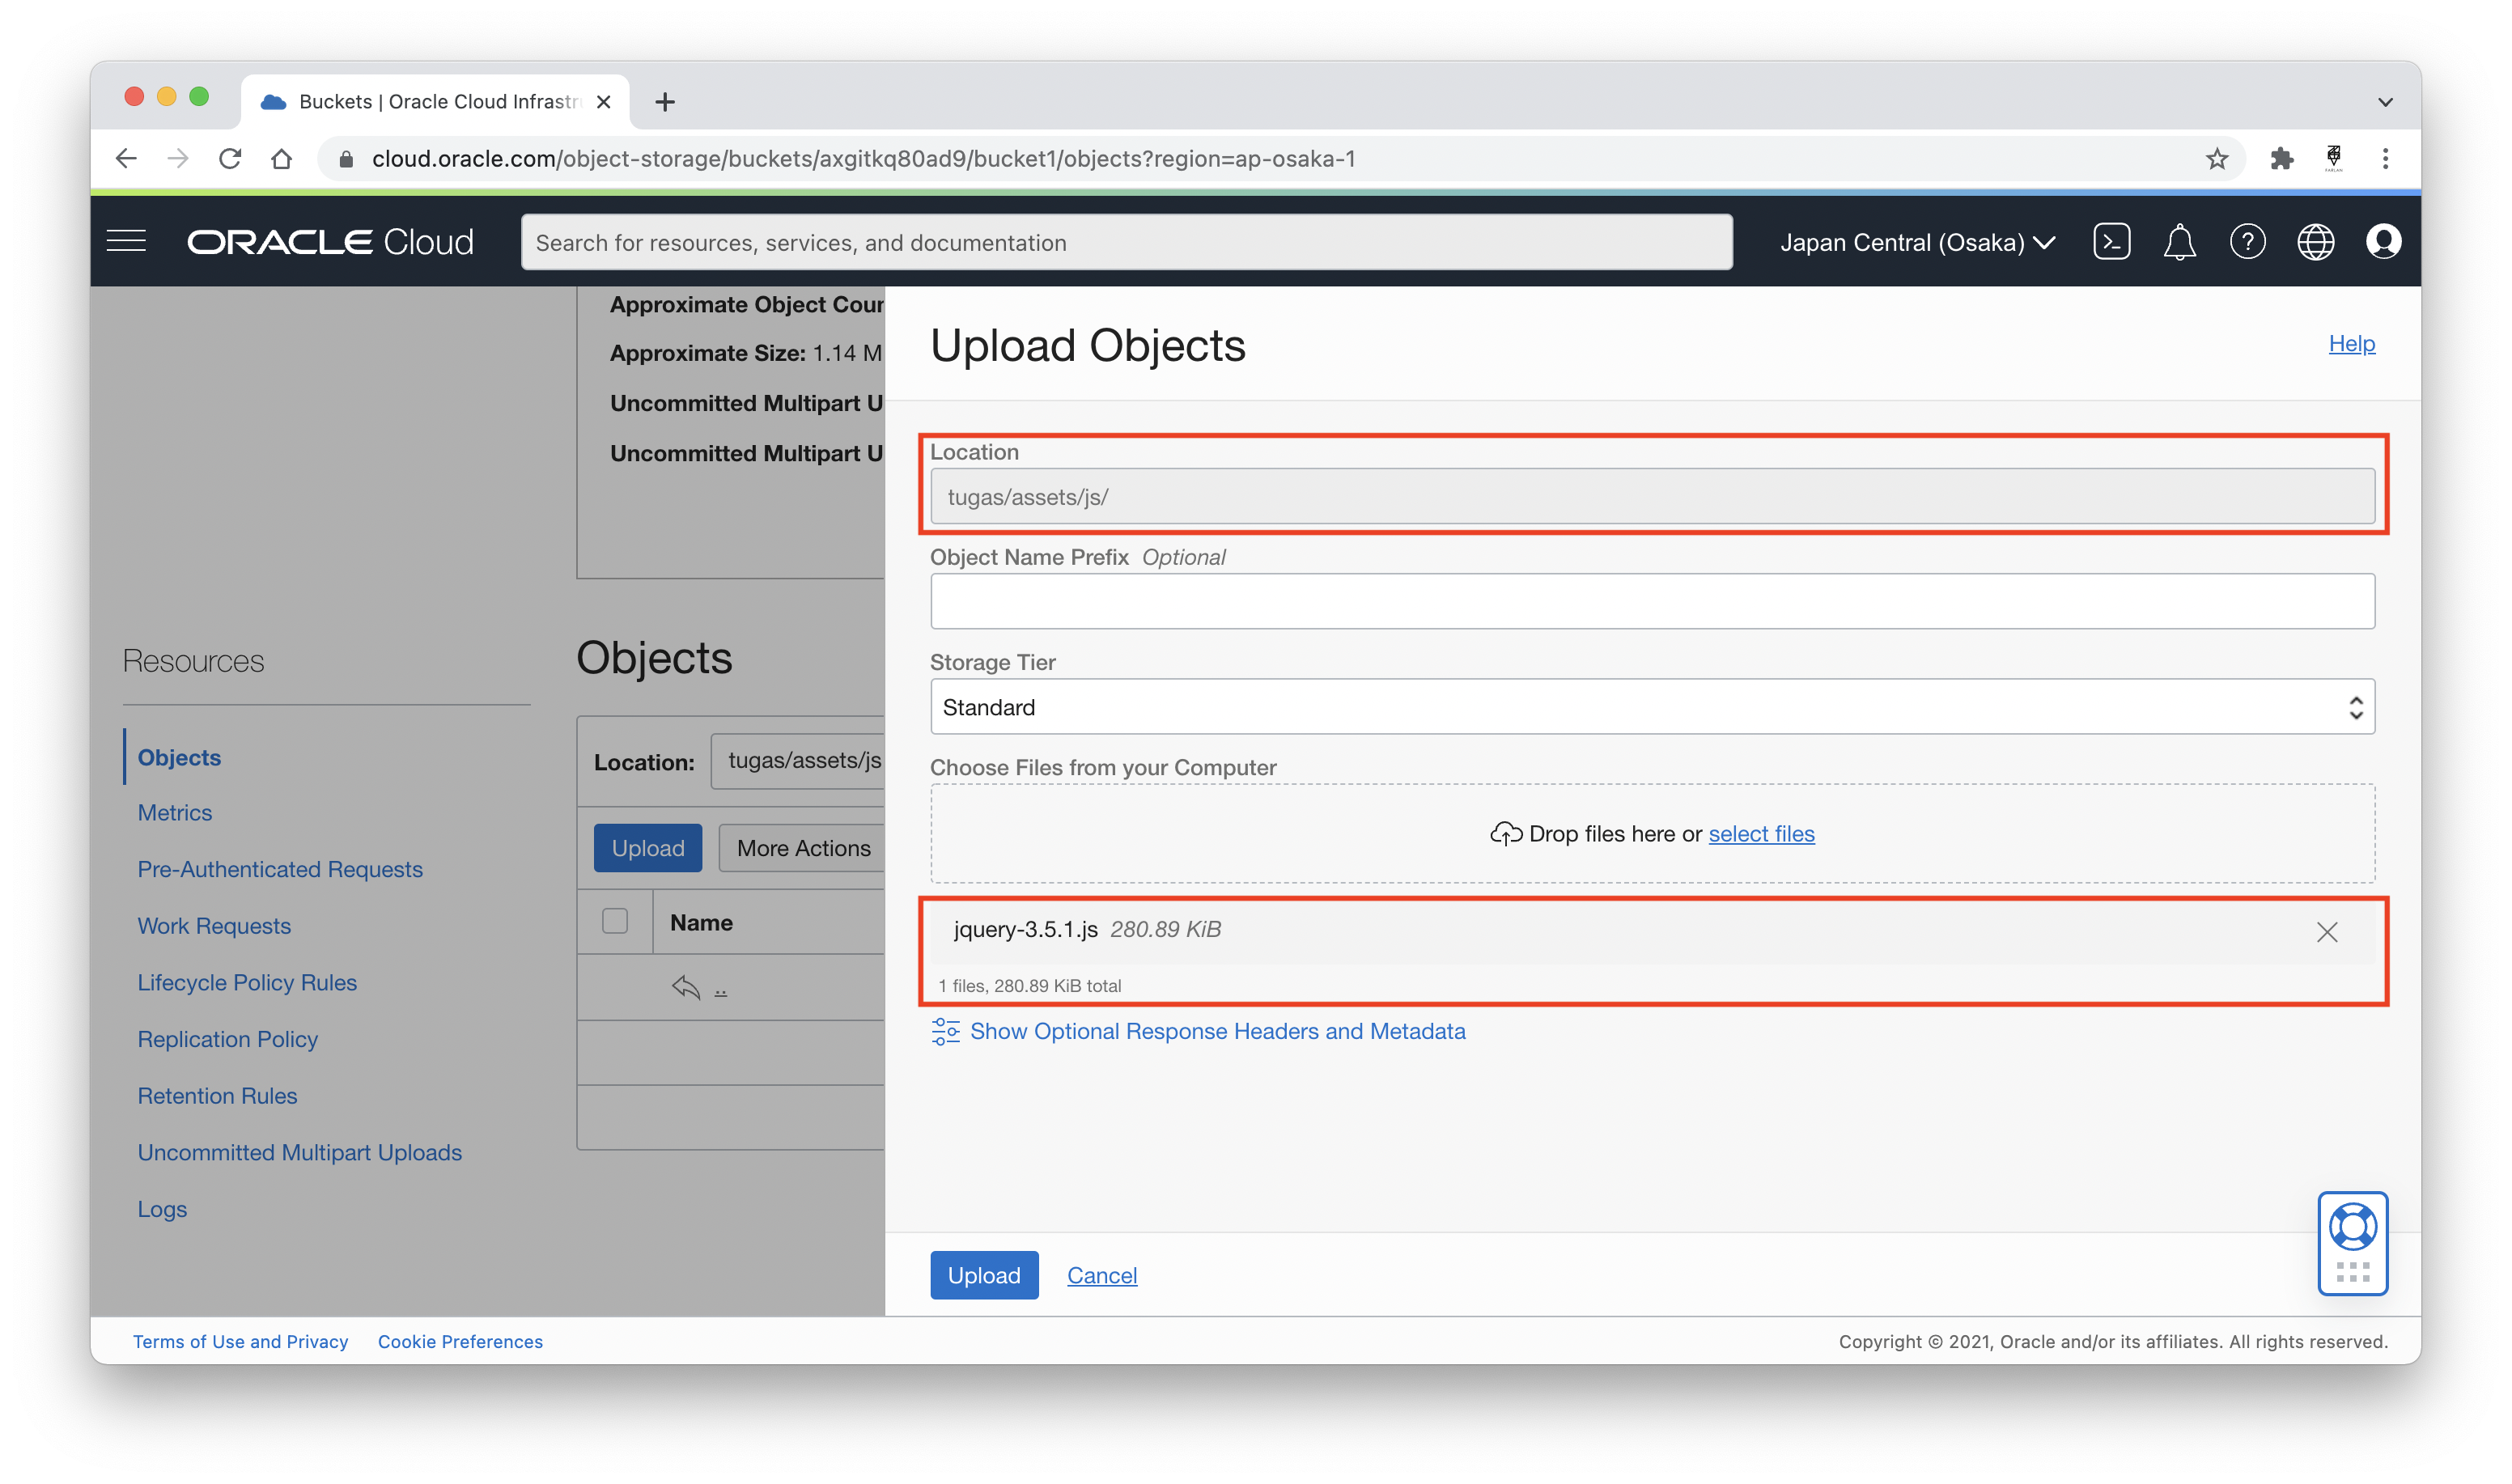 Buckets | Oracle Cloud Infrastr
cloud.oracle.com/object-storage/buckets/axgitkq80ad9/bucket1/objects?region=ap-osaka-1
ORACLE Cloud
Search for resources, services, and documentation
Japan Central (Osaka)
Approximate Object Coun
Approximate Size: 1.14 M
Uncommitted Multipart U
Uncommitted Multipart U
Resources
Objects
Metrics
Pre-Authenticated Requests
Work Requests
Lifecycle Policy Rules
Replication Policy
Retention Rules
Uncommitted Multipart Uploads
Logs
Objects
Location: tugas/assets/js
Upload More Actions
Name
..
Upload Objects
Help
Location
tugas/assets/js/
Object Name Prefix Optional
Storage Tier
Standard
Choose Files from your Computer
Drop files here or select files
jquery-3.5.1.js 280.89 KiB
1 files, 280.89 KiB total
Show Optional Response Headers and Metadata
Upload Cancel
Terms of Use and Privacy Cookie Preferences
Copyright © 2021, Oracle and/or its affiliates. All rights reserved.